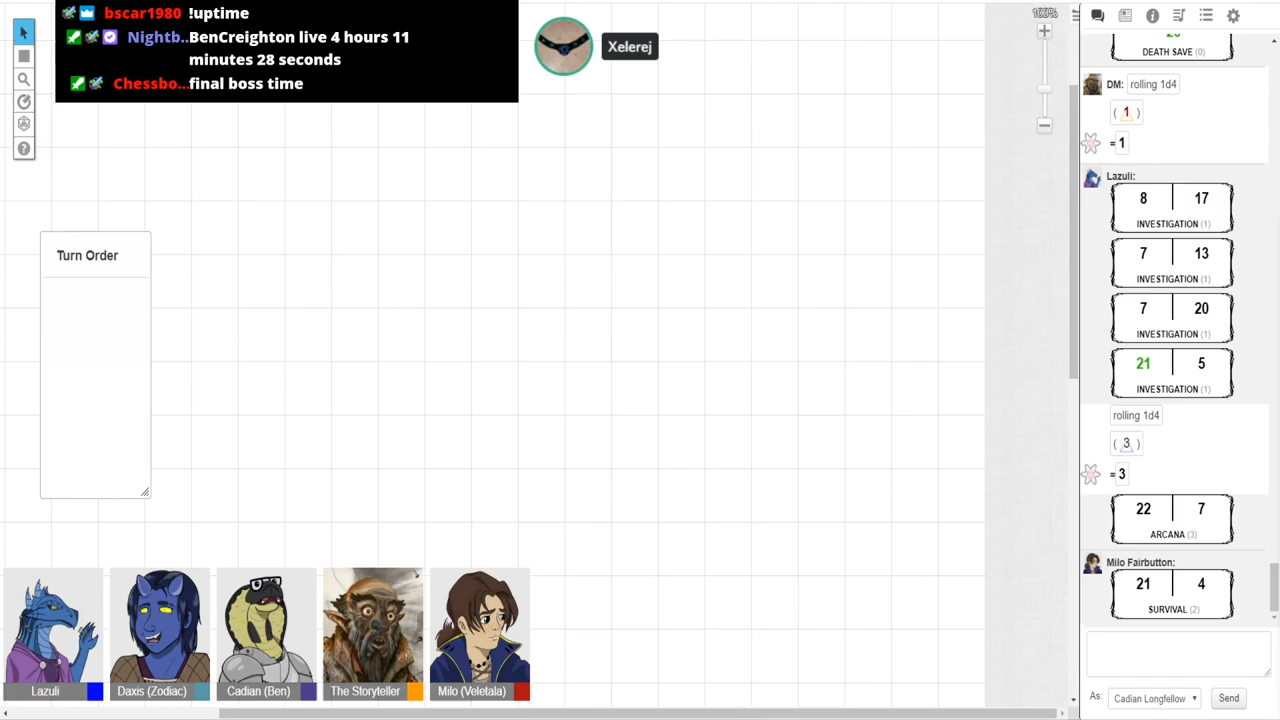 bscar1980 !uptime
Nightb.. BenCreighton live 4 hours 11
minutes 28 seconds
Chessbo... final boss time
Xelerej
100%
Turn Order
Lazuli
Daxis (Zodiac)
Cadian (Ben)
The Storyteller
Milo (Veletala)
DEATH SAVE (0)
DM: rolling 1d4
( 1 )
= 1
Lazuli:
8 17
INVESTIGATION (1)
7 13
INVESTIGATION (1)
7 20
INVESTIGATION (1)
21 5
INVESTIGATION (1)
rolling 1d4
( 3 )
= 3
22 7
ARCANA (3)
Milo Fairbutton:
21 4
SURVIVAL (2)
As: Cadian Longfellow Send